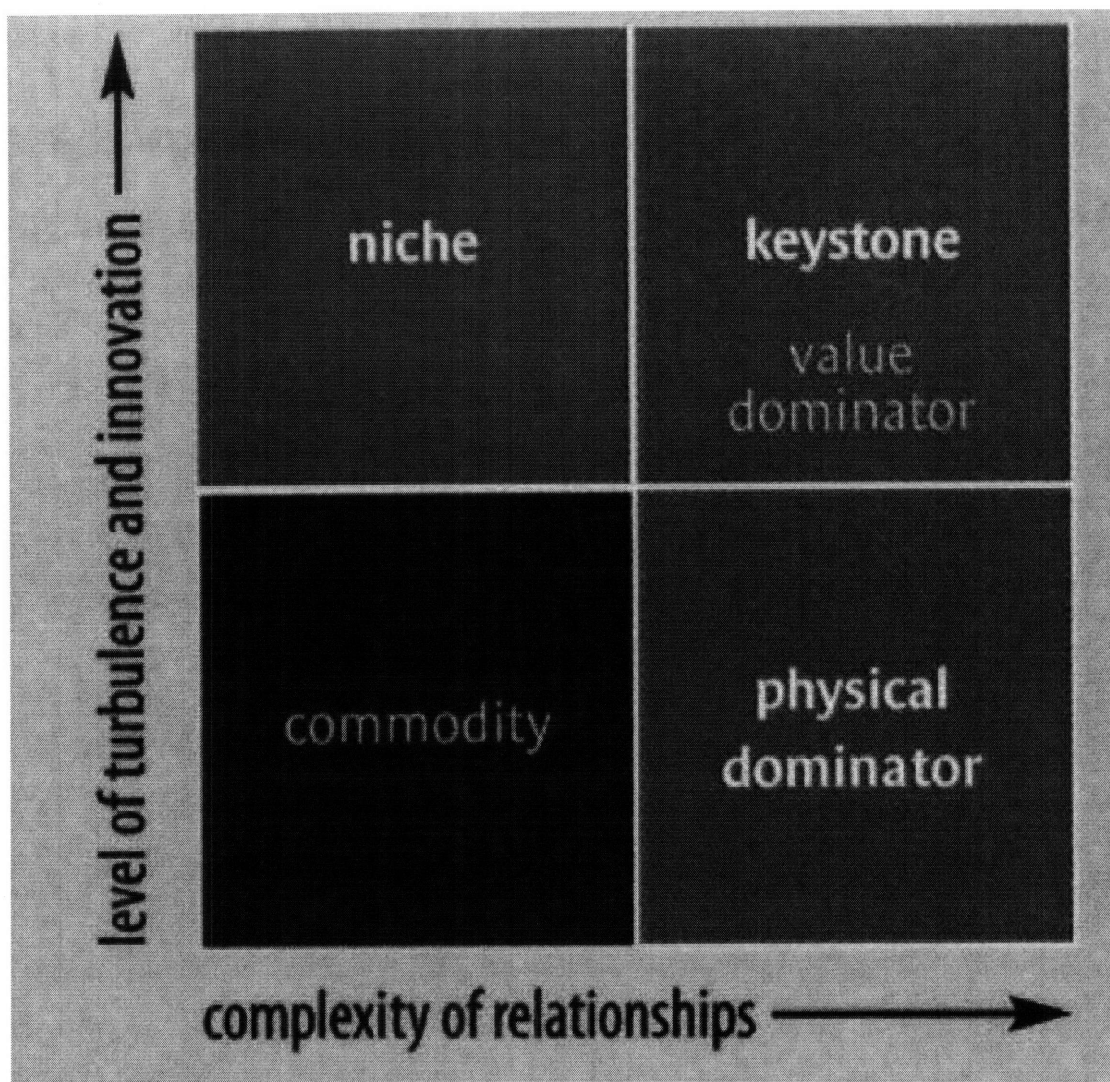 level of turbulence and innovation
niche
keystone
value
dominator
commodity
physical
dominator
complexity of relationships